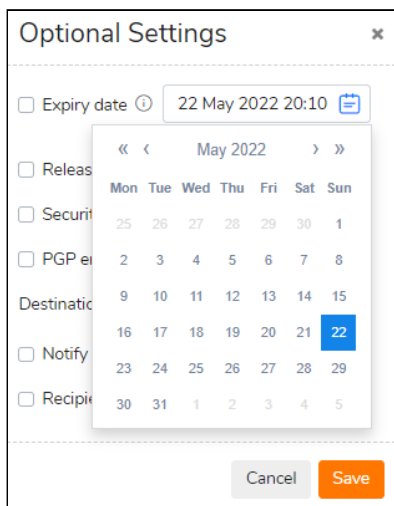 Optional Settings ×
Expiry date 22 May 2022 20:10
« ‹ May 2022 › »
Mon Tue Wed Thu Fri Sat Sun
25 26 27 28 29 30 1
2 3 4 5 6 7 8
9 10 11 12 13 14 15
16 17 18 19 20 21 22
23 24 25 26 27 28 29
30 31 1 2 3 4 5
Releas
Securit
PGP e
Destinatio
Notify
Recipie
Cancel Save